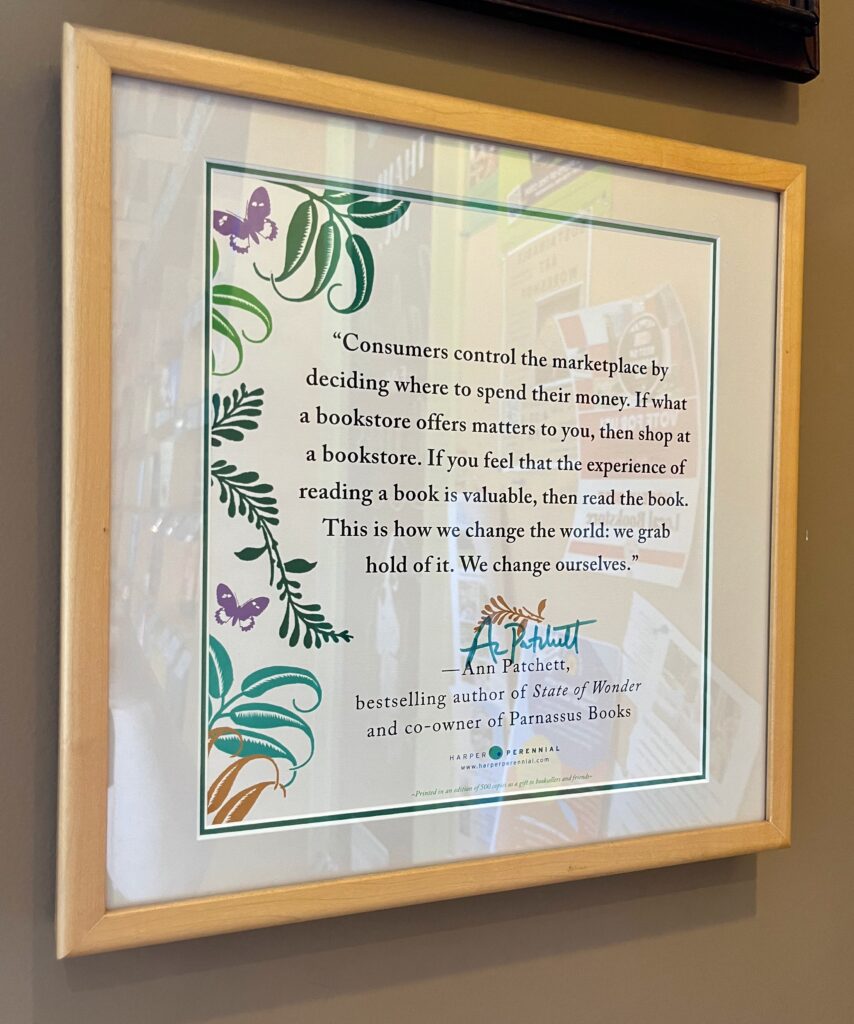 “Consumers control the marketplace by
deciding where to spend their money. If what
a bookstore offers matters to you, then shop at
a bookstore. If you feel that the experience of
reading a book is valuable, then read the book.
This is how we change the world: we grab
hold of it. We change ourselves.”
Ann Patchett
—Ann Patchett,
bestselling author of State of Wonder
and co-owner of Parnassus Books
HARPER PERENNIAL
www.harperperennial.com
~Printed in an edition of 500 copies as a gift to booksellers and friends~